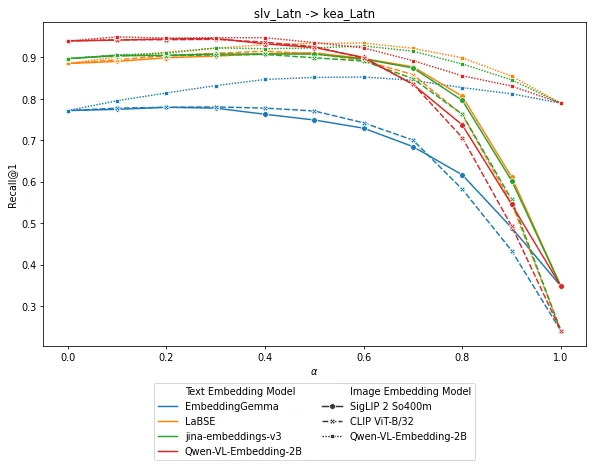 slv_Latn -> kea_Latn
Recall@1
0.9
0.8
0.7
0.6
0.5
0.4
0.3
0.0
0.2
0.4
0.6
0.8
1.0
α
Text Embedding Model
EmbeddingGemma
LaBSE
jina-embeddings-v3
Qwen-VL-Embedding-2B
Image Embedding Model
SigLIP 2 So400m
CLIP ViT-B/32
Qwen-VL-Embedding-2B